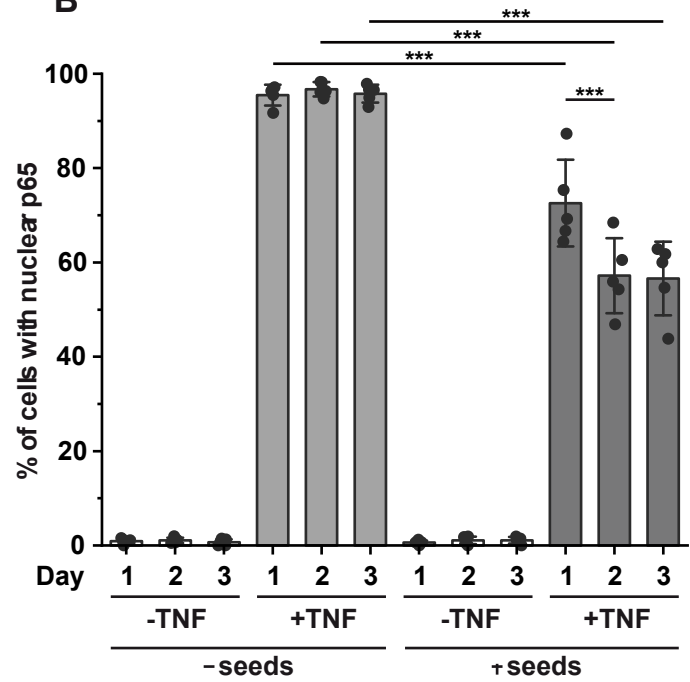 B
***
***
***
***
100
80
60
40
20
0
% of cells with nuclear p65
Day 1 2 3 1 2 3 1 2 3 1 2 3
-TNF +TNF -TNF +TNF
-seeds +seeds